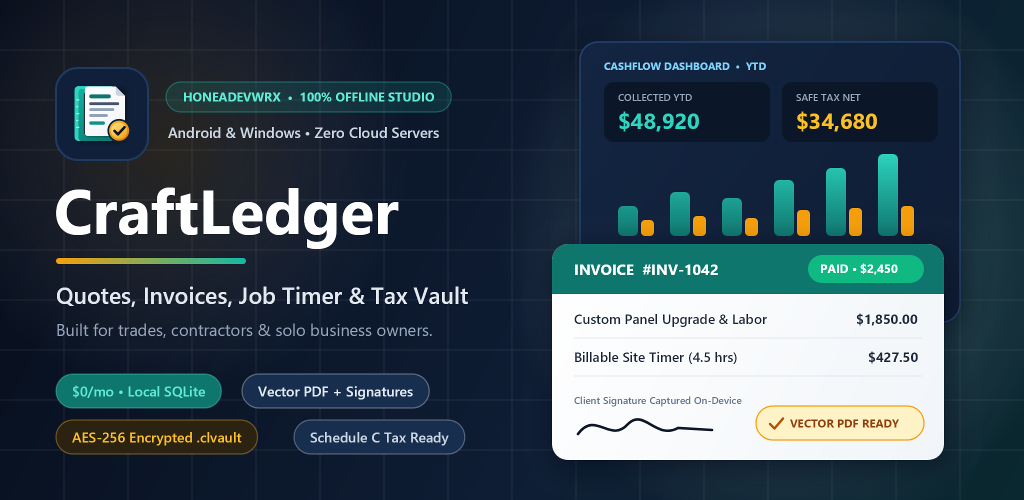 HONEADEVWRX • 100% OFFLINE STUDIO
Android & Windows • Zero Cloud Servers
CraftLedger
Quotes, Invoices, Job Timer & Tax Vault
Built for trades, contractors & solo business owners.
$0/mo • Local SQLite
Vector PDF + Signatures
AES-256 Encrypted .clvault
Schedule C Tax Ready
CASHFLOW DASHBOARD • YTD
COLLECTED YTD
$48,920
SAFE TAX NET
$34,680
INVOICE #INV-1042
PAID • $2,450
Custom Panel Upgrade & Labor
$1,850.00
Billable Site Timer (4.5 hrs)
$427.50
Client Signature Captured On-Device
VECTOR PDF READY